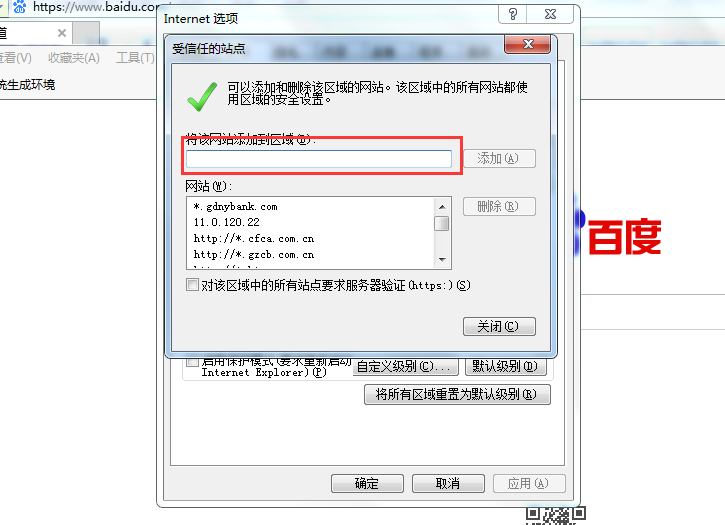 https://www.baidu.com
Internet 选项
道
查看(V) 收藏夹(A) 工具(T)
统生成环境
受信任的站点
可以添加和删除该区域的网站。该区域中的所有网站都使
用区域的安全设置。
将该网站添加到区域(D):
添加(A)
网站(W):
*.gdnybank.com
11.0.120.22
http://*.cfca.com.cn
http://*.gzcb.com.cn
删除(R)
对该区域中的所有站点要求服务器验证(https:)(S)
关闭(C)
百度
启用保护模式(要求重新启动
Internet Explorer)(P)
自定义级别(C)... 默认级别(D)
将所有区域重置为默认级别(R)
确定 取消 应用(A)